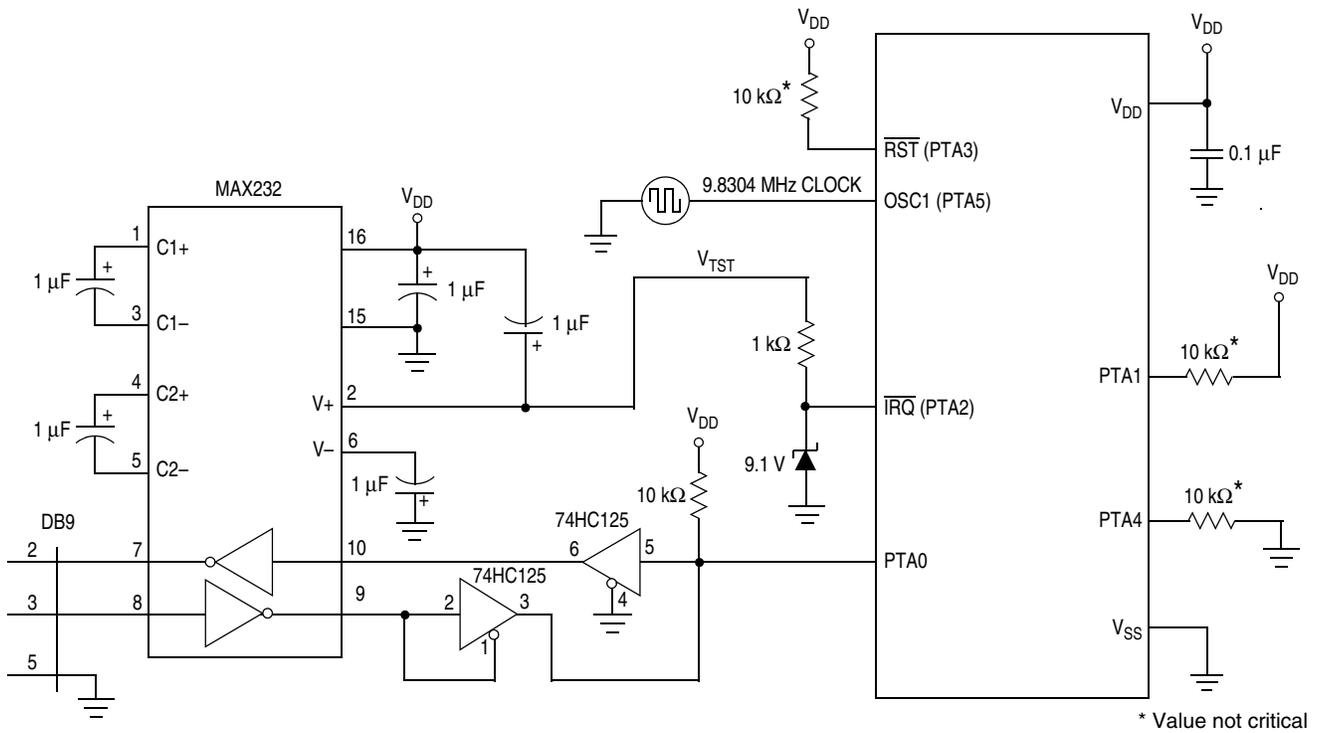 VDD
VDD
10 kΩ*
VDD
RST (PTA3)
0.1 µF
MAX232
9.8304 MHz CLOCK
OSC1 (PTA5)
VDD
1
C1+
16
1 µF
+
+
1 µF
3
C1–
15
1 µF
+
VTST
1 kΩ
VDD
10 kΩ*
PTA1
4
C2+
V+
2
IRQ (PTA2)
1 µF
+
V–
6
VDD
9.1 V
5
C2–
1 µF
+
10 kΩ
10 kΩ*
PTA4
DB9
74HC125
2
7
10
6
5
PTA0
4
74HC125
3
8
9
2
3
1
VSS
5
* Value not critical